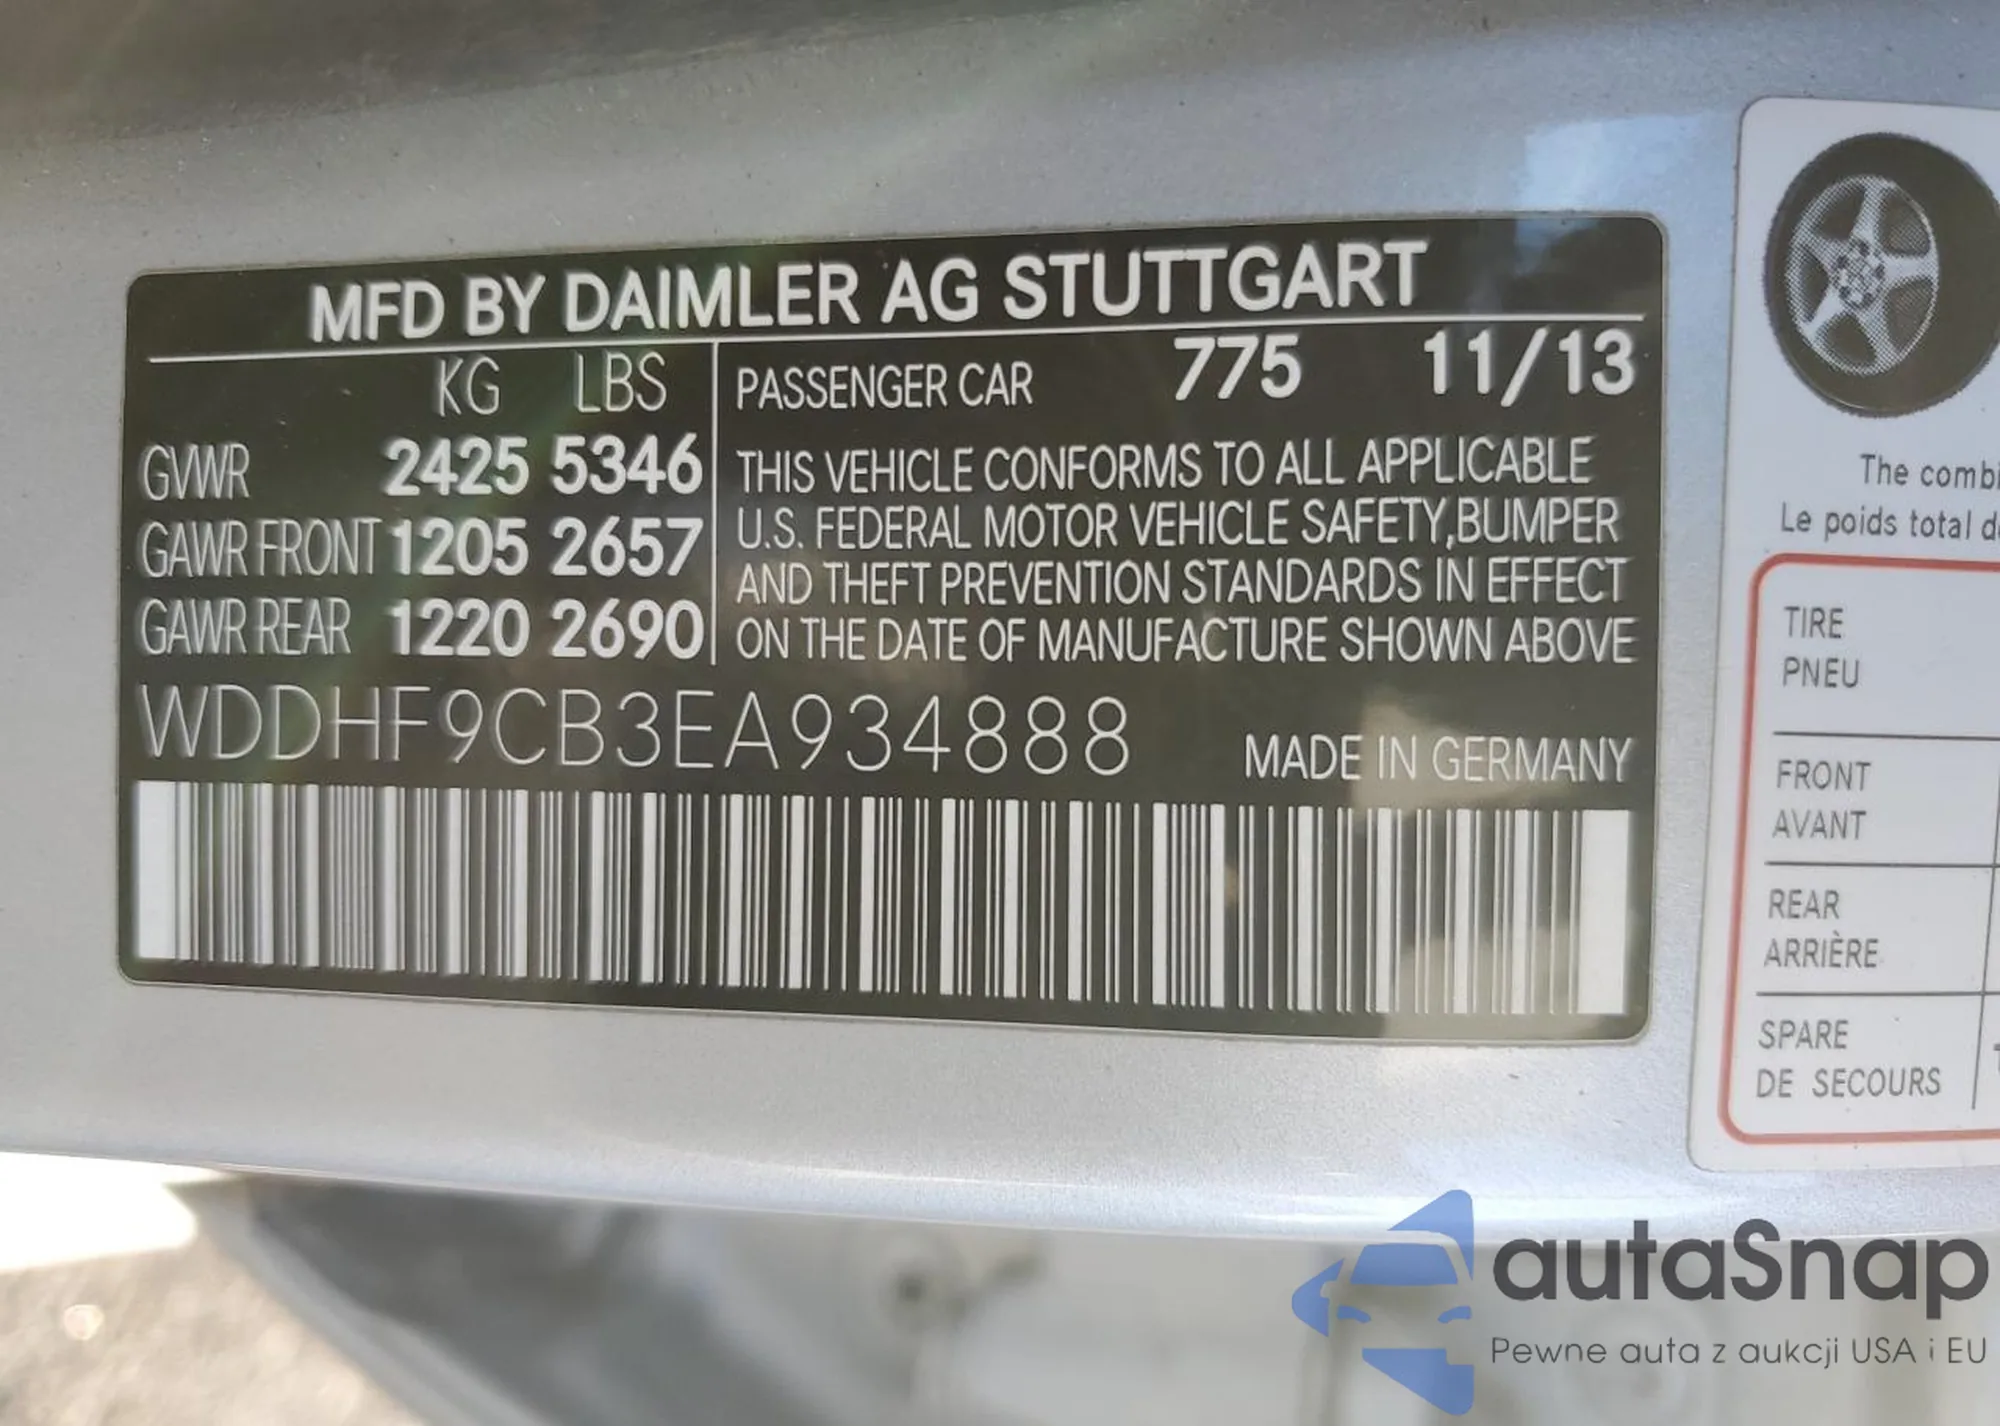 MFD BY DAIMLER AG STUTTGART
KG LBS
GVWR 2425 5346
GAWR FRONT 1205 2657
GAWR REAR 1220 2690
PASSENGER CAR 775 11/13
THIS VEHICLE CONFORMS TO ALL APPLICABLE
U.S. FEDERAL MOTOR VEHICLE SAFETY,BUMPER
AND THEFT PREVENTION STANDARDS IN EFFECT
ON THE DATE OF MANUFACTURE SHOWN ABOVE
WDDHF9CB3EA934888
MADE IN GERMANY
The
Le poids total
TIRE
PNEU
FRONT
AVANT
REAR
ARRIÈRE
SPARE
DE SECOURS
autaSnap
Pewne auta z aukcji USA i EU